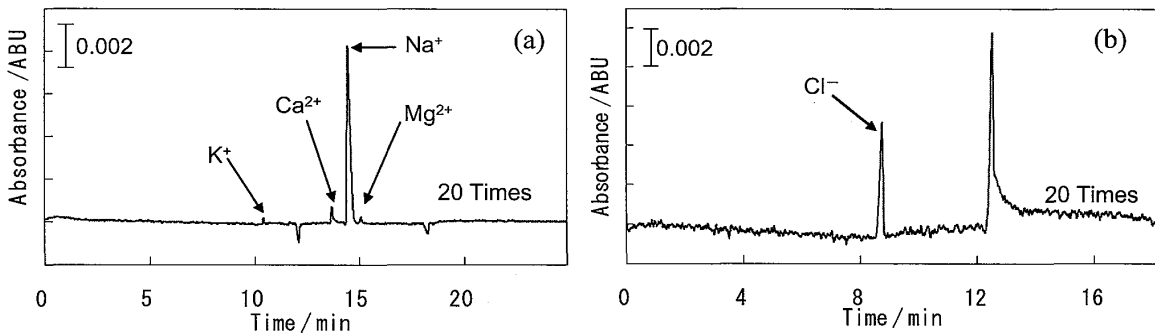 0.002
(a)
Na⁺
Ca²⁺
Mg²⁺
K⁺
20 Times
Absorbance /ABU
0 5 10 15 20
Time/min
0.002
(b)
Cl⁻
20 Times
Absorbance /ABU
0 4 8 12 16
Time/min